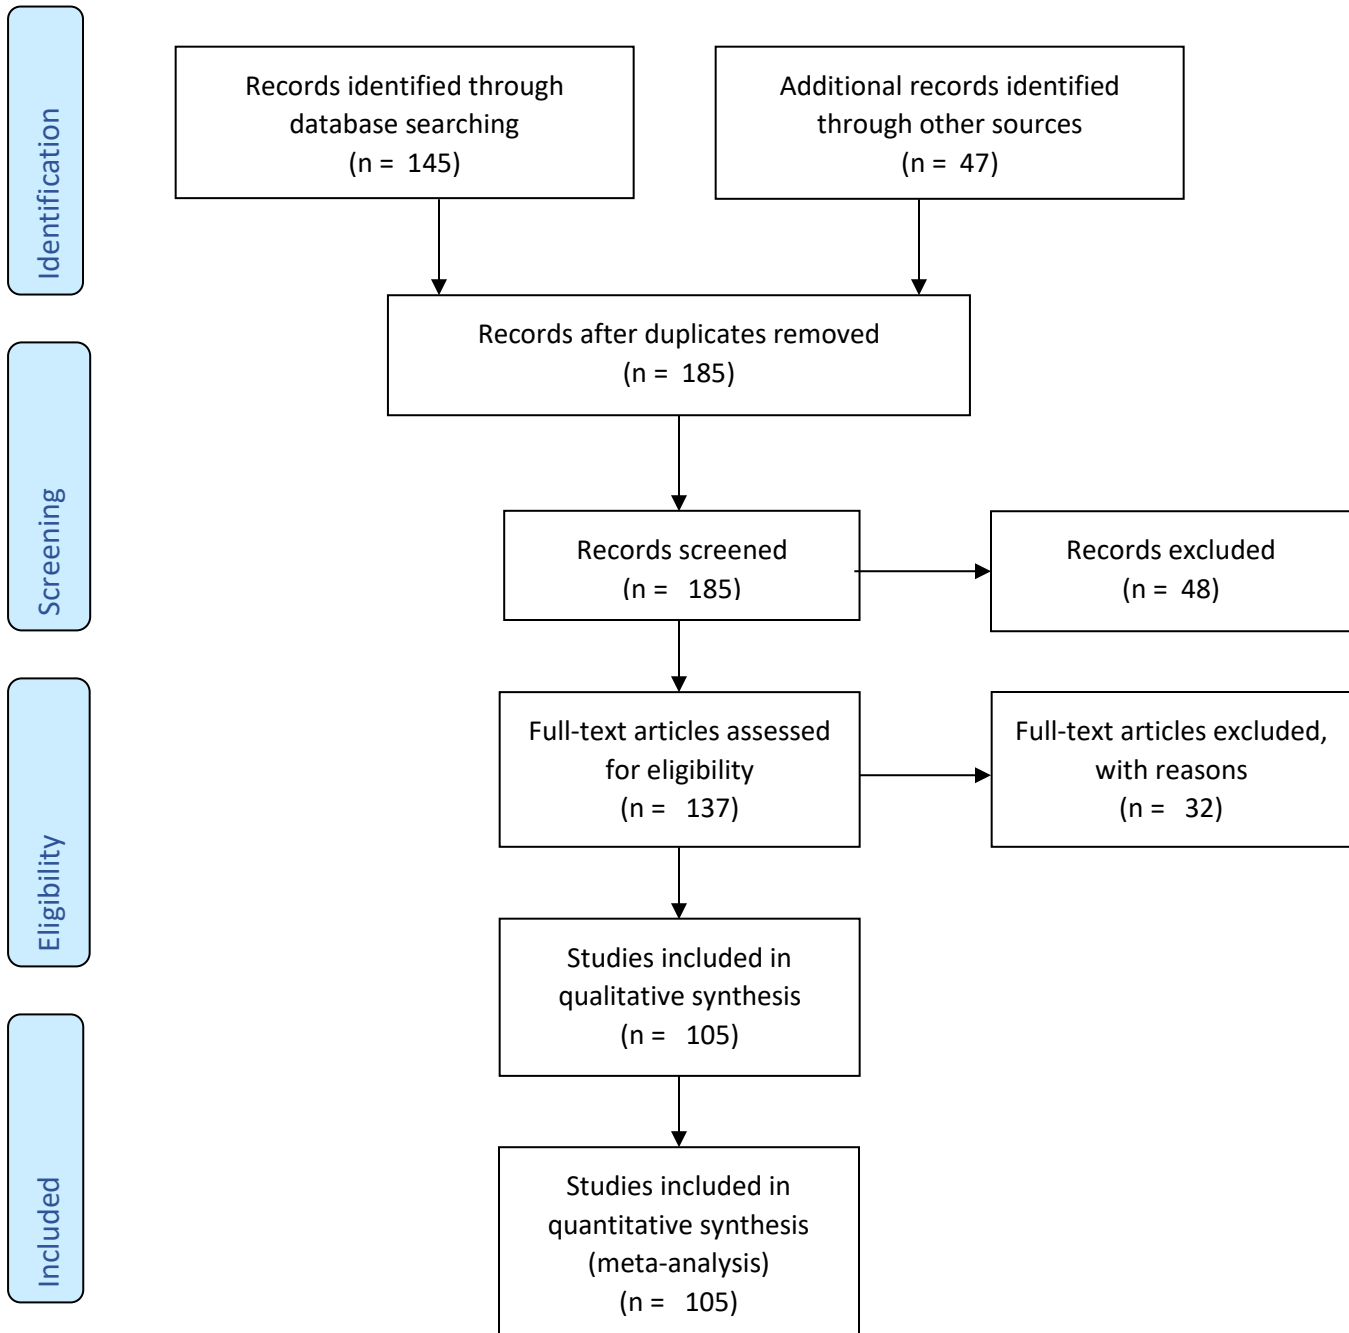 Identification
Records identified through
database searching
(n = 145)
Additional records identified
through other sources
(n = 47)
Records after duplicates removed
(n = 185)
Screening
Records screened
(n = 185)
Records excluded
(n = 48)
Eligibility
Full-text articles assessed
for eligibility
(n = 137)
Full-text articles excluded,
with reasons
(n = 32)
Studies included in
qualitative synthesis
(n = 105)
Included
Studies included in
quantitative synthesis
(meta-analysis)
(n = 105)